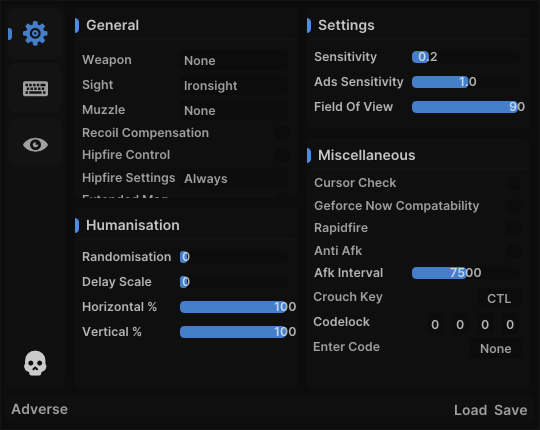 General
Weapon None
Sight Ironsight
Muzzle None
Recoil Compensation
Hipfire Control
Hipfire Settings Always
Extended Mag
Humanisation
Randomisation 0
Delay Scale 0
Horizontal % 100
Vertical % 100
Settings
Sensitivity 0.2
Ads Sensitivity 1.0
Field Of View 90
Miscellaneous
Cursor Check
Geforce Now Compatability
Rapidfire
Anti Afk
Afk Interval 7500
Crouch Key CTL
Codelock 0 0 0 0
Enter Code None
Adverse
Load Save